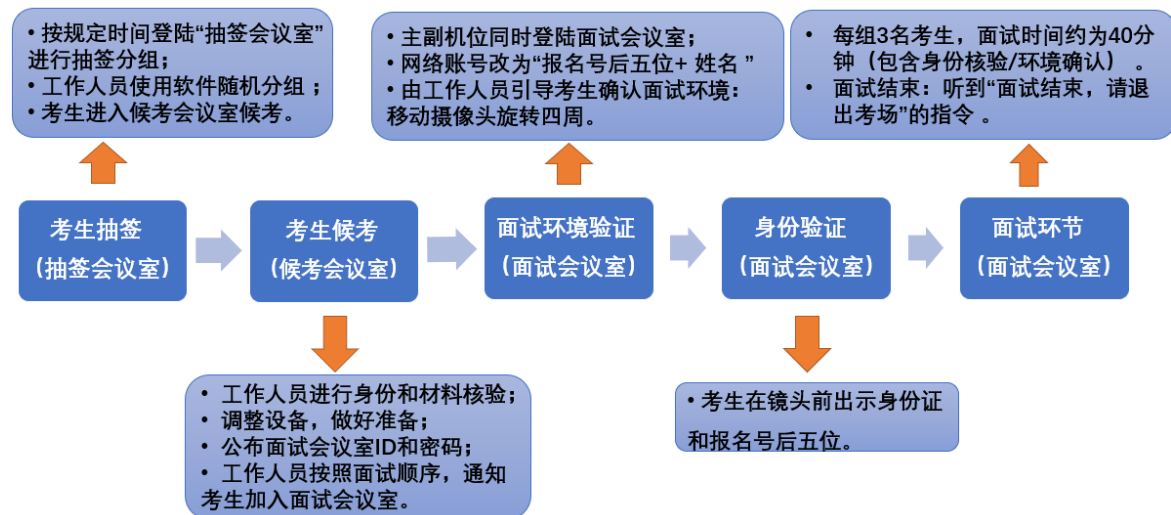 • 按规定时间登陆“抽签会议室”
进行抽签分组；
• 工作人员使用软件随机分组；
• 考生进入候考会议室候考。
• 主副机位同时登陆面试会议室；
• 网络账号改为“报名号后五位+ 姓名 ”
• 由工作人员引导考生确认面试环境：
移动摄像头旋转四周。
• 每组3名考生，面试时间约为40分
钟（包含身份核验/环境确认）。
• 面试结束：听到“面试结束，请退
出考场”的指令 。
考生抽签
（抽签会议室）
考生候考
（候考会议室）
面试环境验证
（面试会议室）
身份验证
（面试会议室）
面试环节
（面试会议室）
• 工作人员进行身份和材料核验；
• 调整设备，做好准备；
• 公布面试会议室ID和密码；
• 工作人员按照面试顺序，通知
考生加入面试会议室。
• 考生在镜头前出示身份证
和报名号后五位。